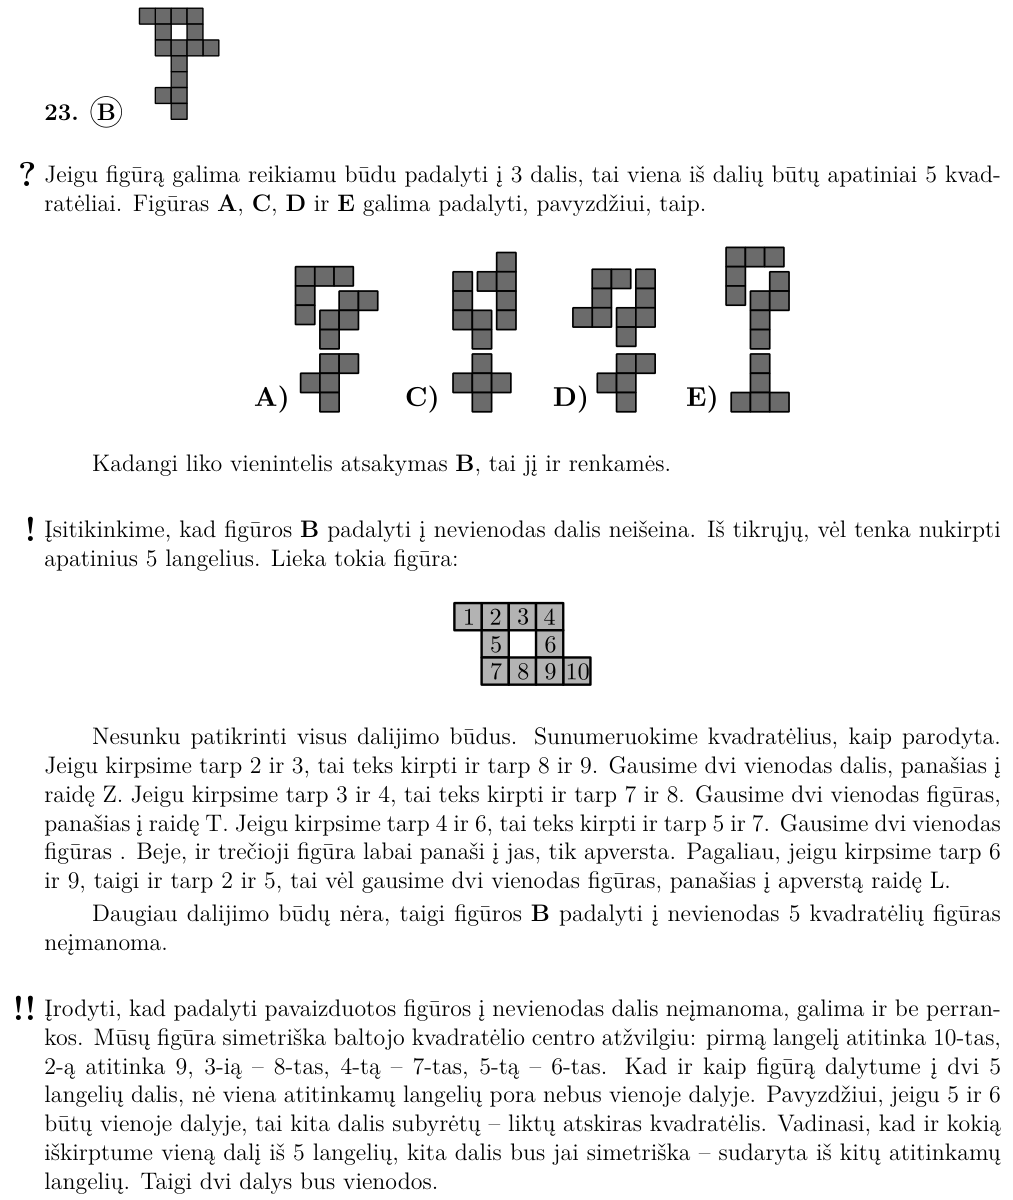 23. B
? Jeigu figūrą galima reikiamu būdu padalyti į 3 dalis, tai viena iš dalių būtų apatiniai 5 kvad-
ratėliai. Figūras A, C, D ir E galima padalyti, pavyzdžiui, taip.
A) C) D) E)
Kadangi liko vienintelis atsakymas B, tai jį ir renkamės.
! Įsitikinkime, kad figūros B padalyti į nevienodas dalis neišeina. Iš tikrųjų, vėl tenka nukirpti
apatinius 5 langelius. Lieka tokia figūra:
1 2 3 4
5 6
7 8 9 10
Nesunku patikrinti visus dalijimo būdus. Sunumeruokime kvadratėlius, kaip parodyta.
Jeigu kirpsime tarp 2 ir 3, tai teks kirpti ir tarp 8 ir 9. Gausime dvi vienodas dalis, panašias į
raidę Z. Jeigu kirpsime tarp 3 ir 4, tai teks kirpti ir tarp 7 ir 8. Gausime dvi vienodas figūras,
panašias į raidę T. Jeigu kirpsime tarp 4 ir 6, tai teks kirpti ir tarp 5 ir 7. Gausime dvi vienodas
figūras . Beje, ir trečioji figūra labai panaši į jas, tik apversta. Pagaliau, jeigu kirpsime tarp 6
ir 9, taigi ir tarp 2 ir 5, tai vėl gausime dvi vienodas figūras, panašias į apverstą raidę L.
Daugiau dalijimo būdų nėra, taigi figūros B padalyti į nevienodas 5 kvadratėlių figūras
neįmanoma.
!! Įrodyti, kad padalyti pavaizduotos figūros į nevienodas dalis neįmanoma, galima ir be perran-
kos. Mūsų figūra simetriška baltojo kvadratėlio centro atžvilgiu: pirmą langelį atitinka 10-tas,
2-ą atitinka 9, 3-ią – 8-tas, 4-tą – 7-tas, 5-tą – 6-tas. Kad ir kaip figūrą dalytume į dvi 5
langelių dalis, nė viena atitinkamų langelių pora nebus vienoje dalyje. Pavyzdžiui, jeigu 5 ir 6
būtų vienoje dalyje, tai kita dalis subyrėtų – liktų atskiras kvadratėlis. Vadinasi, kad ir kokią
iškirptume vieną dalį iš 5 langelių, kita dalis bus jai simetriška – sudaryta iš kitų atitinkamų
langelių. Taigi dvi dalys bus vienodos.